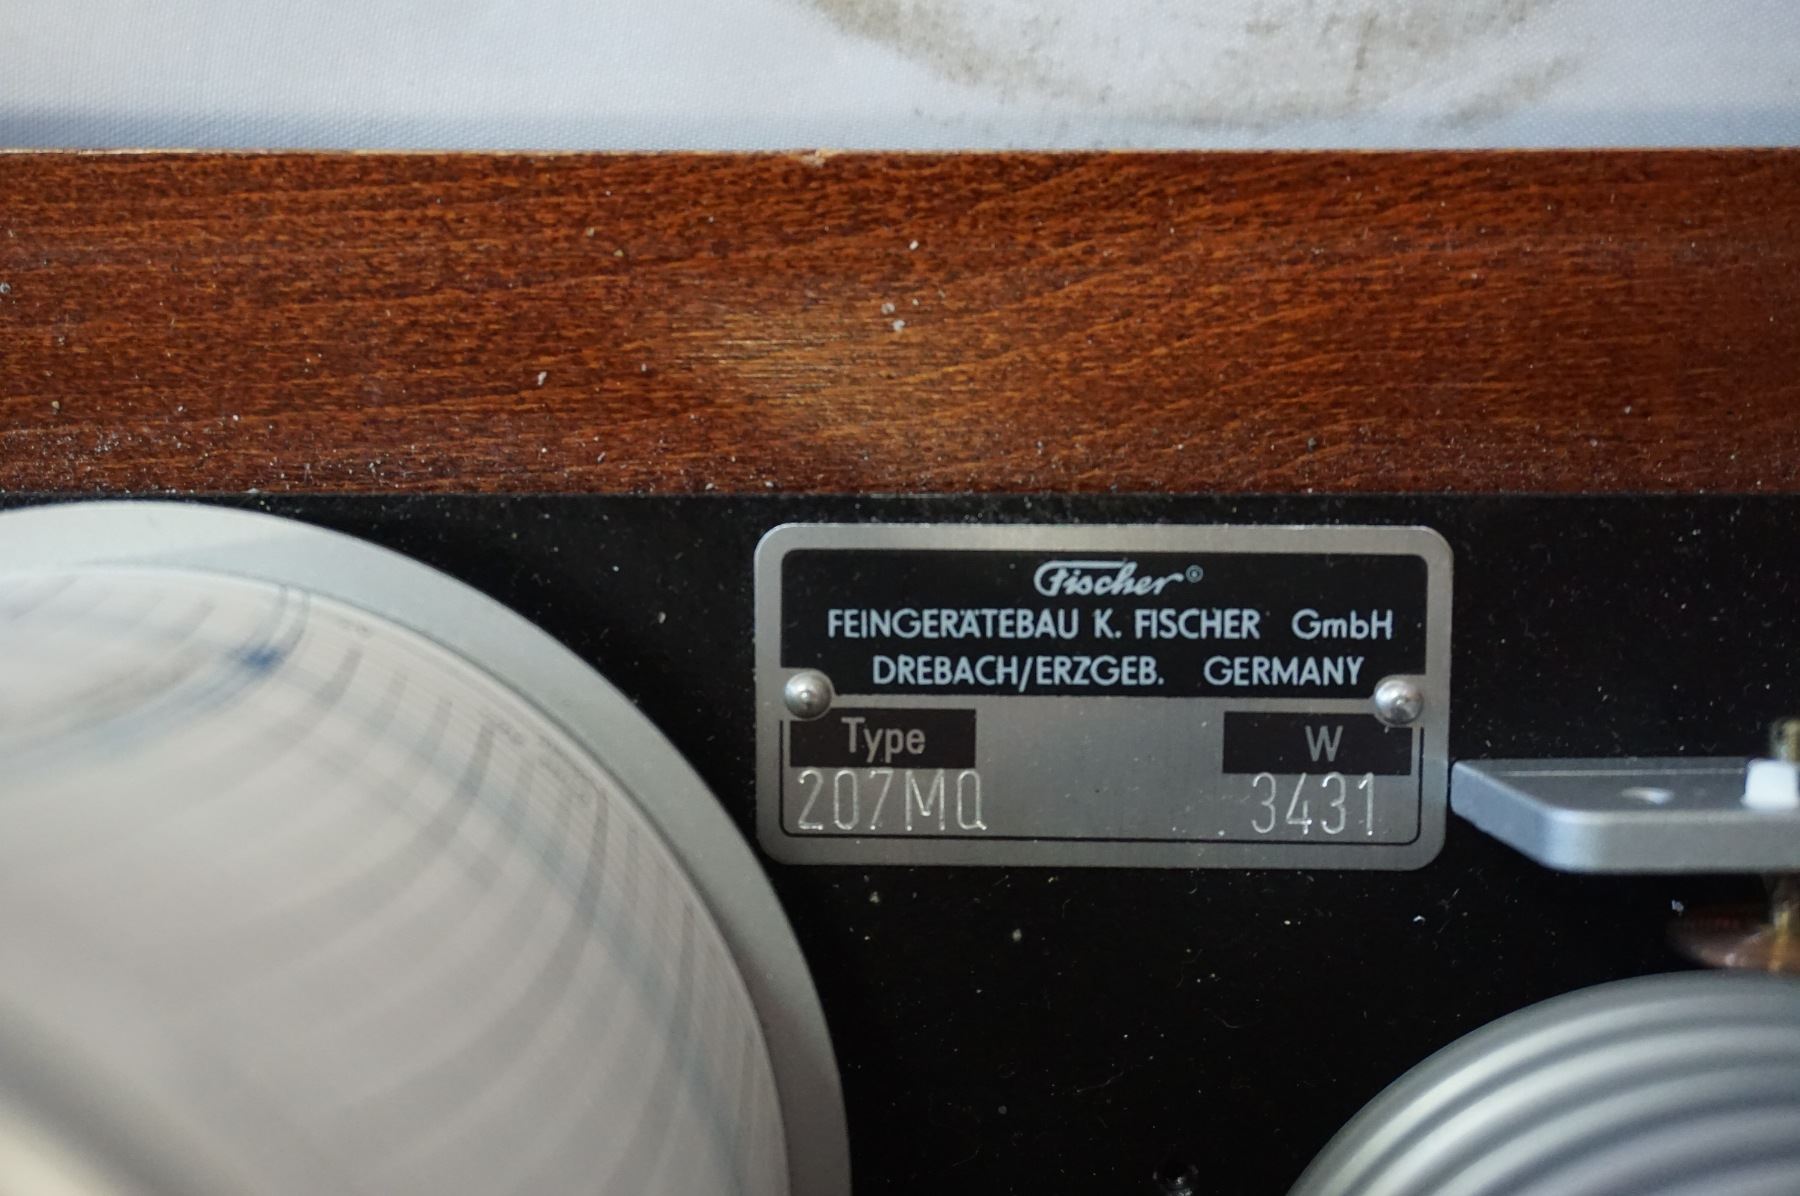 Fischer®
FEINGERÄTEBAU K. FISCHER GmbH
DREBACH/ERZGEB. GERMANY
Type W
207MQ 3431